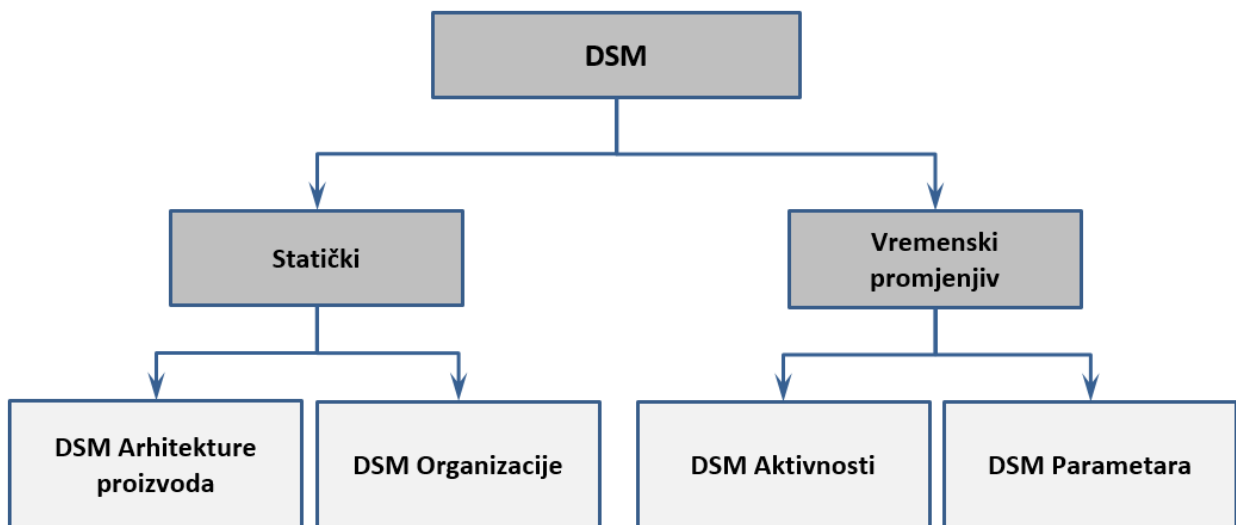 DSM
Statički
Vremenski
promjenjiv
DSM Arhitekture
proizvoda
DSM Organizacije
DSM Aktivnosti
DSM Parametara